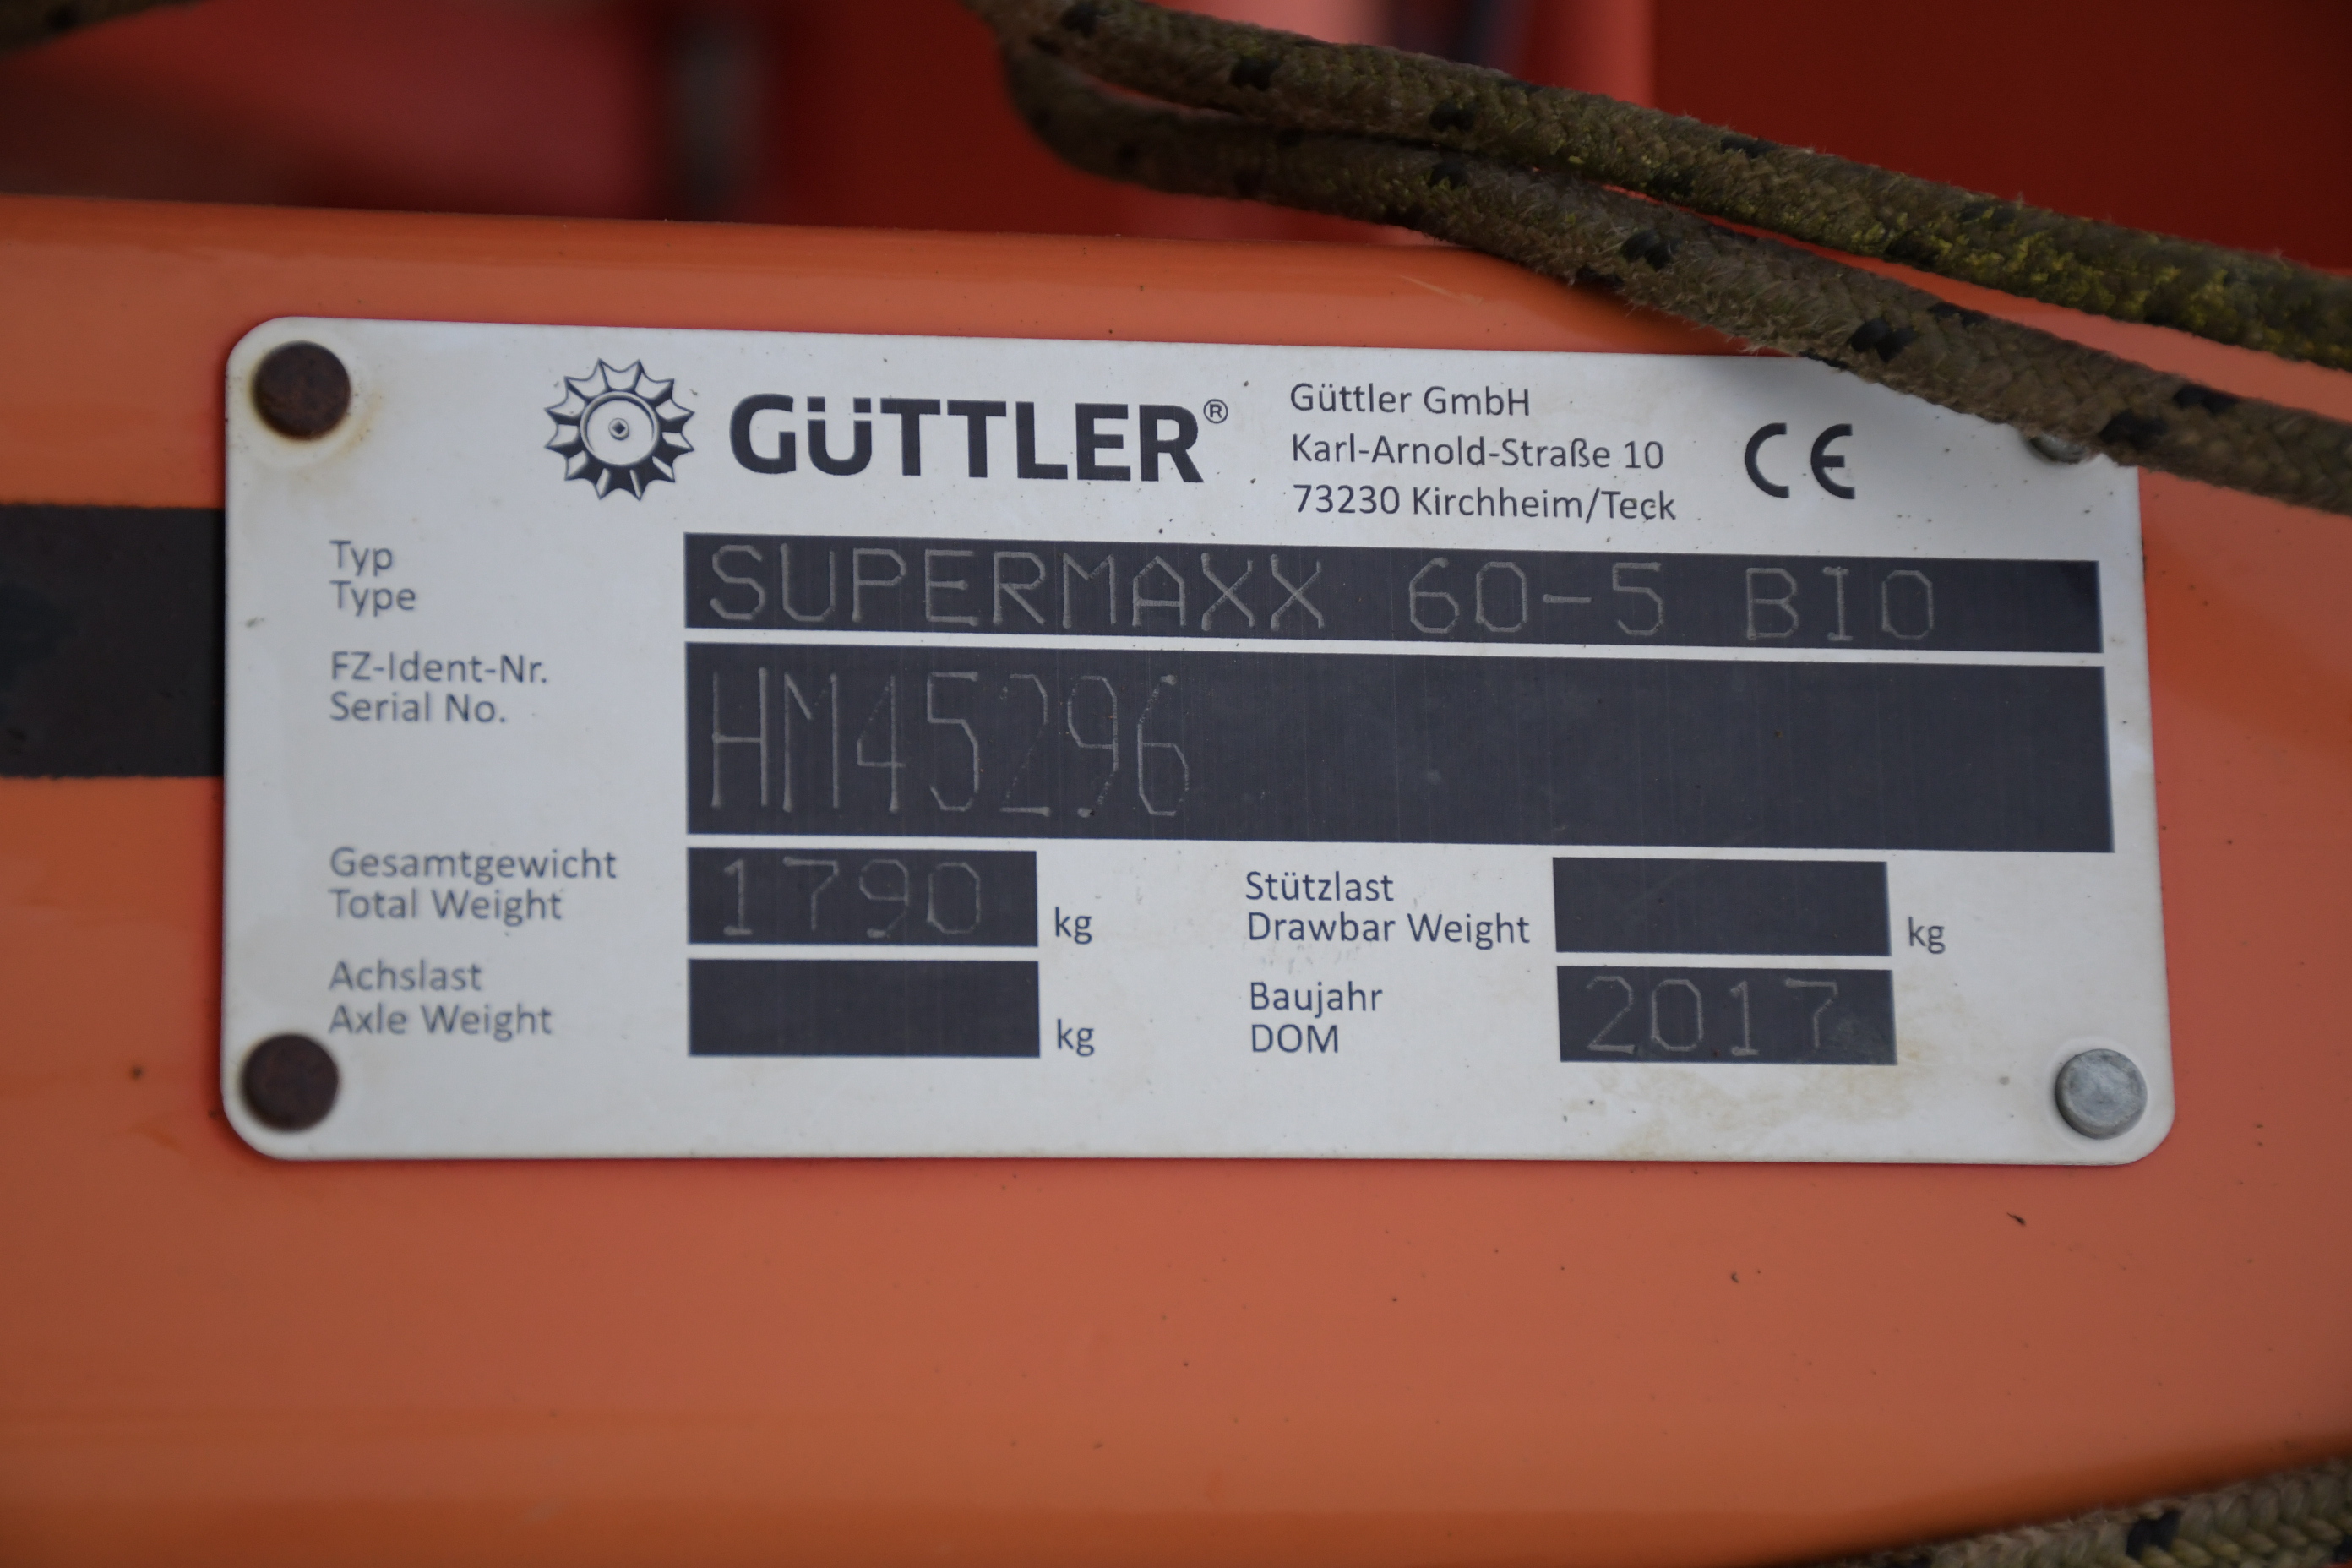 GÜTTLER®
Güttler GmbH
Karl-Arnold-Straße 10
73230 Kirchheim/Teck
CE
Typ
Type
SUPERMAXX 60-5 BIO
FZ-Ident-Nr.
Serial No.
HM45296
Gesamtgewicht
Total Weight
1790 kg
Stützlast
Drawbar Weight
kg
Achslast
Axle Weight
kg
Baujahr
DOM
2017